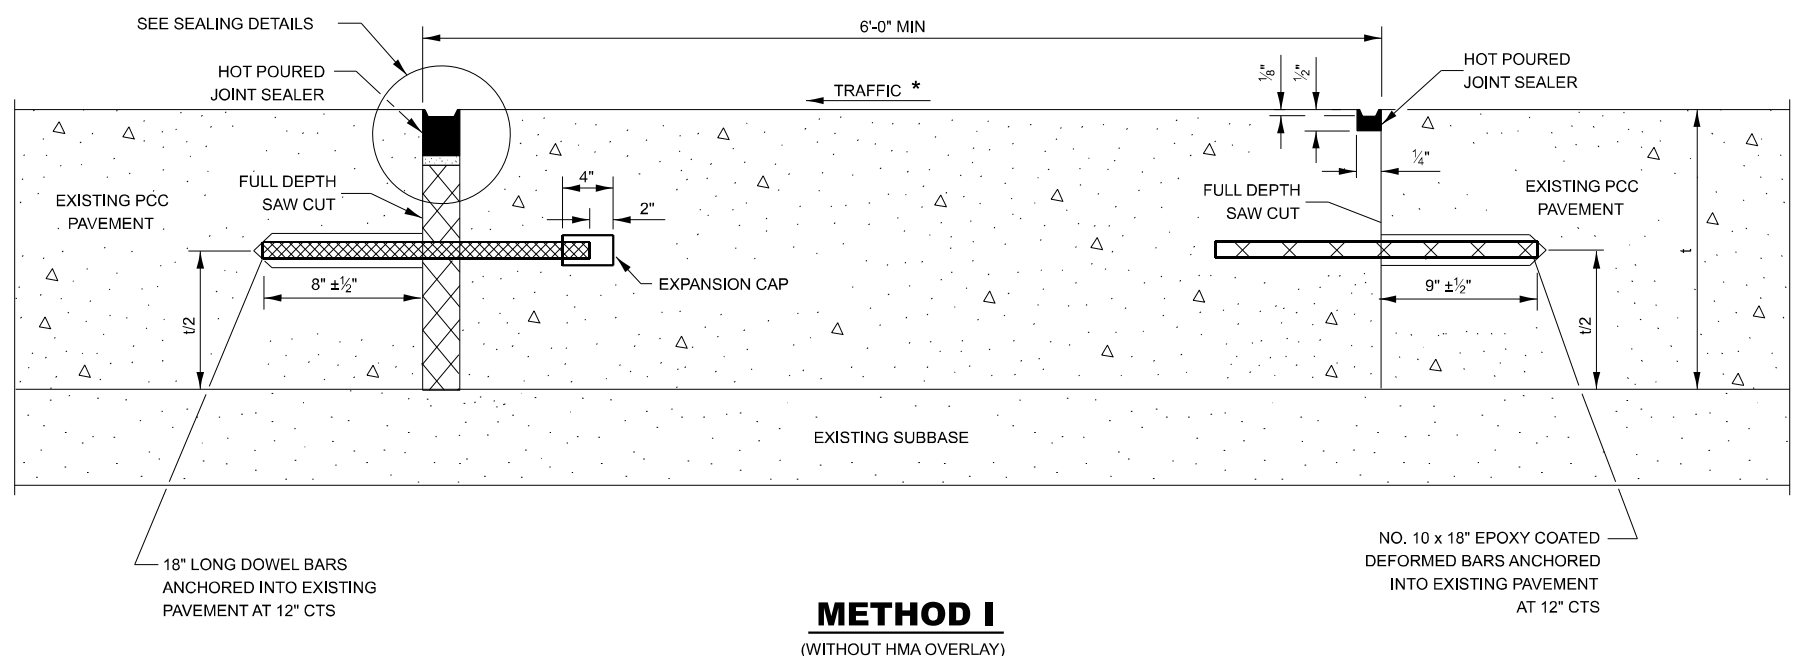 SEE SEALING DETAILS
6'-0" MIN
HOT POURED
JOINT SEALER
TRAFFIC *
⅛"
½"
HOT POURED
JOINT SEALER
¼"
EXISTING PCC
PAVEMENT
FULL DEPTH
SAW CUT
4"
2"
FULL DEPTH
SAW CUT
EXISTING PCC
PAVEMENT
8" ±½"
EXPANSION CAP
9" ±½"
t/2
t/2
t
EXISTING SUBBASE
18" LONG DOWEL BARS
ANCHORED INTO EXISTING
PAVEMENT AT 12" CTS
NO. 10 x 18" EPOXY COATED
DEFORMED BARS ANCHORED
INTO EXISTING PAVEMENT
AT 12" CTS
METHOD I
(WITHOUT HMA OVERLAY)